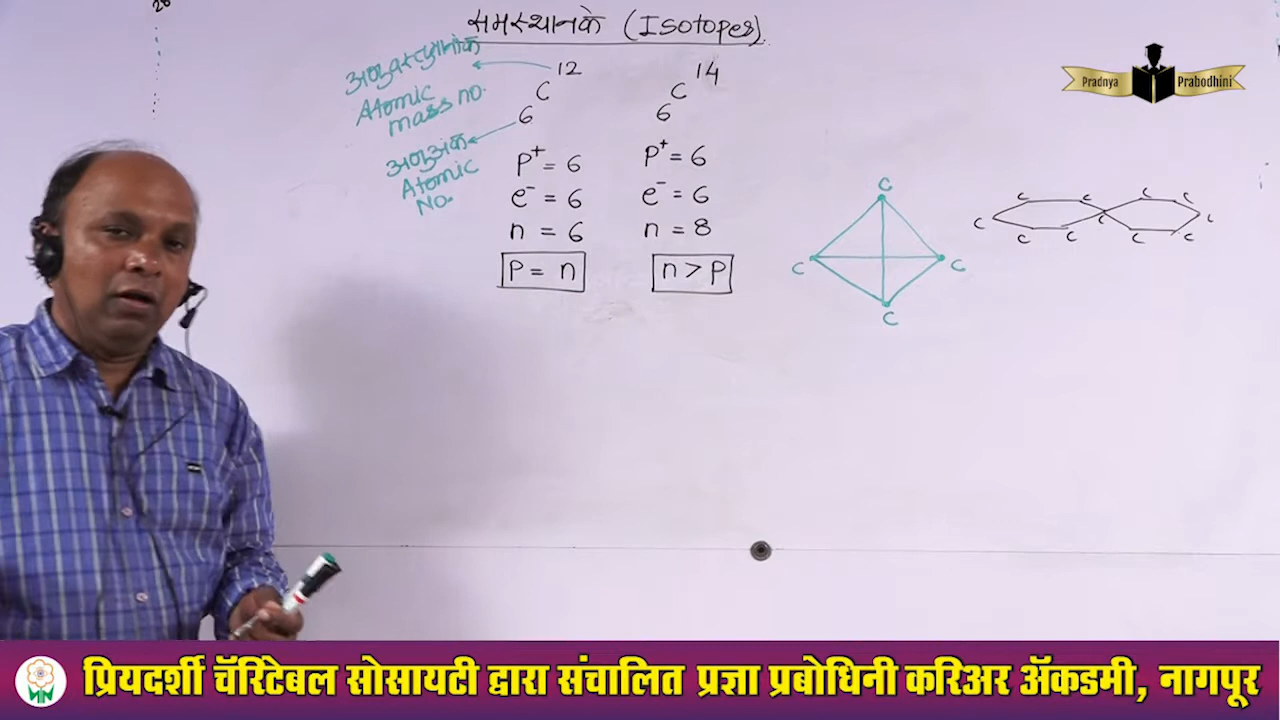 20
समस्थानके (Isotopes).
अणुवस्तुमानांक
Atomic
mass no.
12
C
6
14
C
6
अणुअंक
Atomic
No.
P+ = 6
e- = 6
n = 6
P = n
P+ = 6
e- = 6
n = 8
n > P
C
C
C
C
C
C
C
C
C
C
C
C
C
C
Pradnya Prabodhini
प्रियदर्शी चॅरिटेबल सोसायटी द्वारा संचालित प्रज्ञा प्रबोधिनी करिअर ॲकडमी, नागपूर